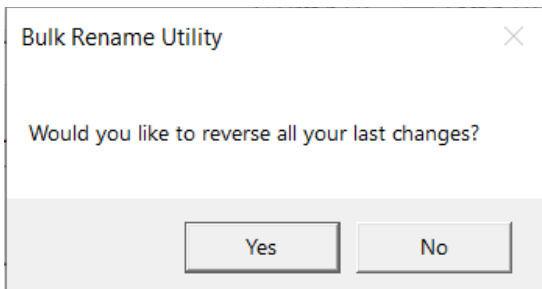 Bulk Rename Utility
Would you like to reverse all your last changes?
Yes No